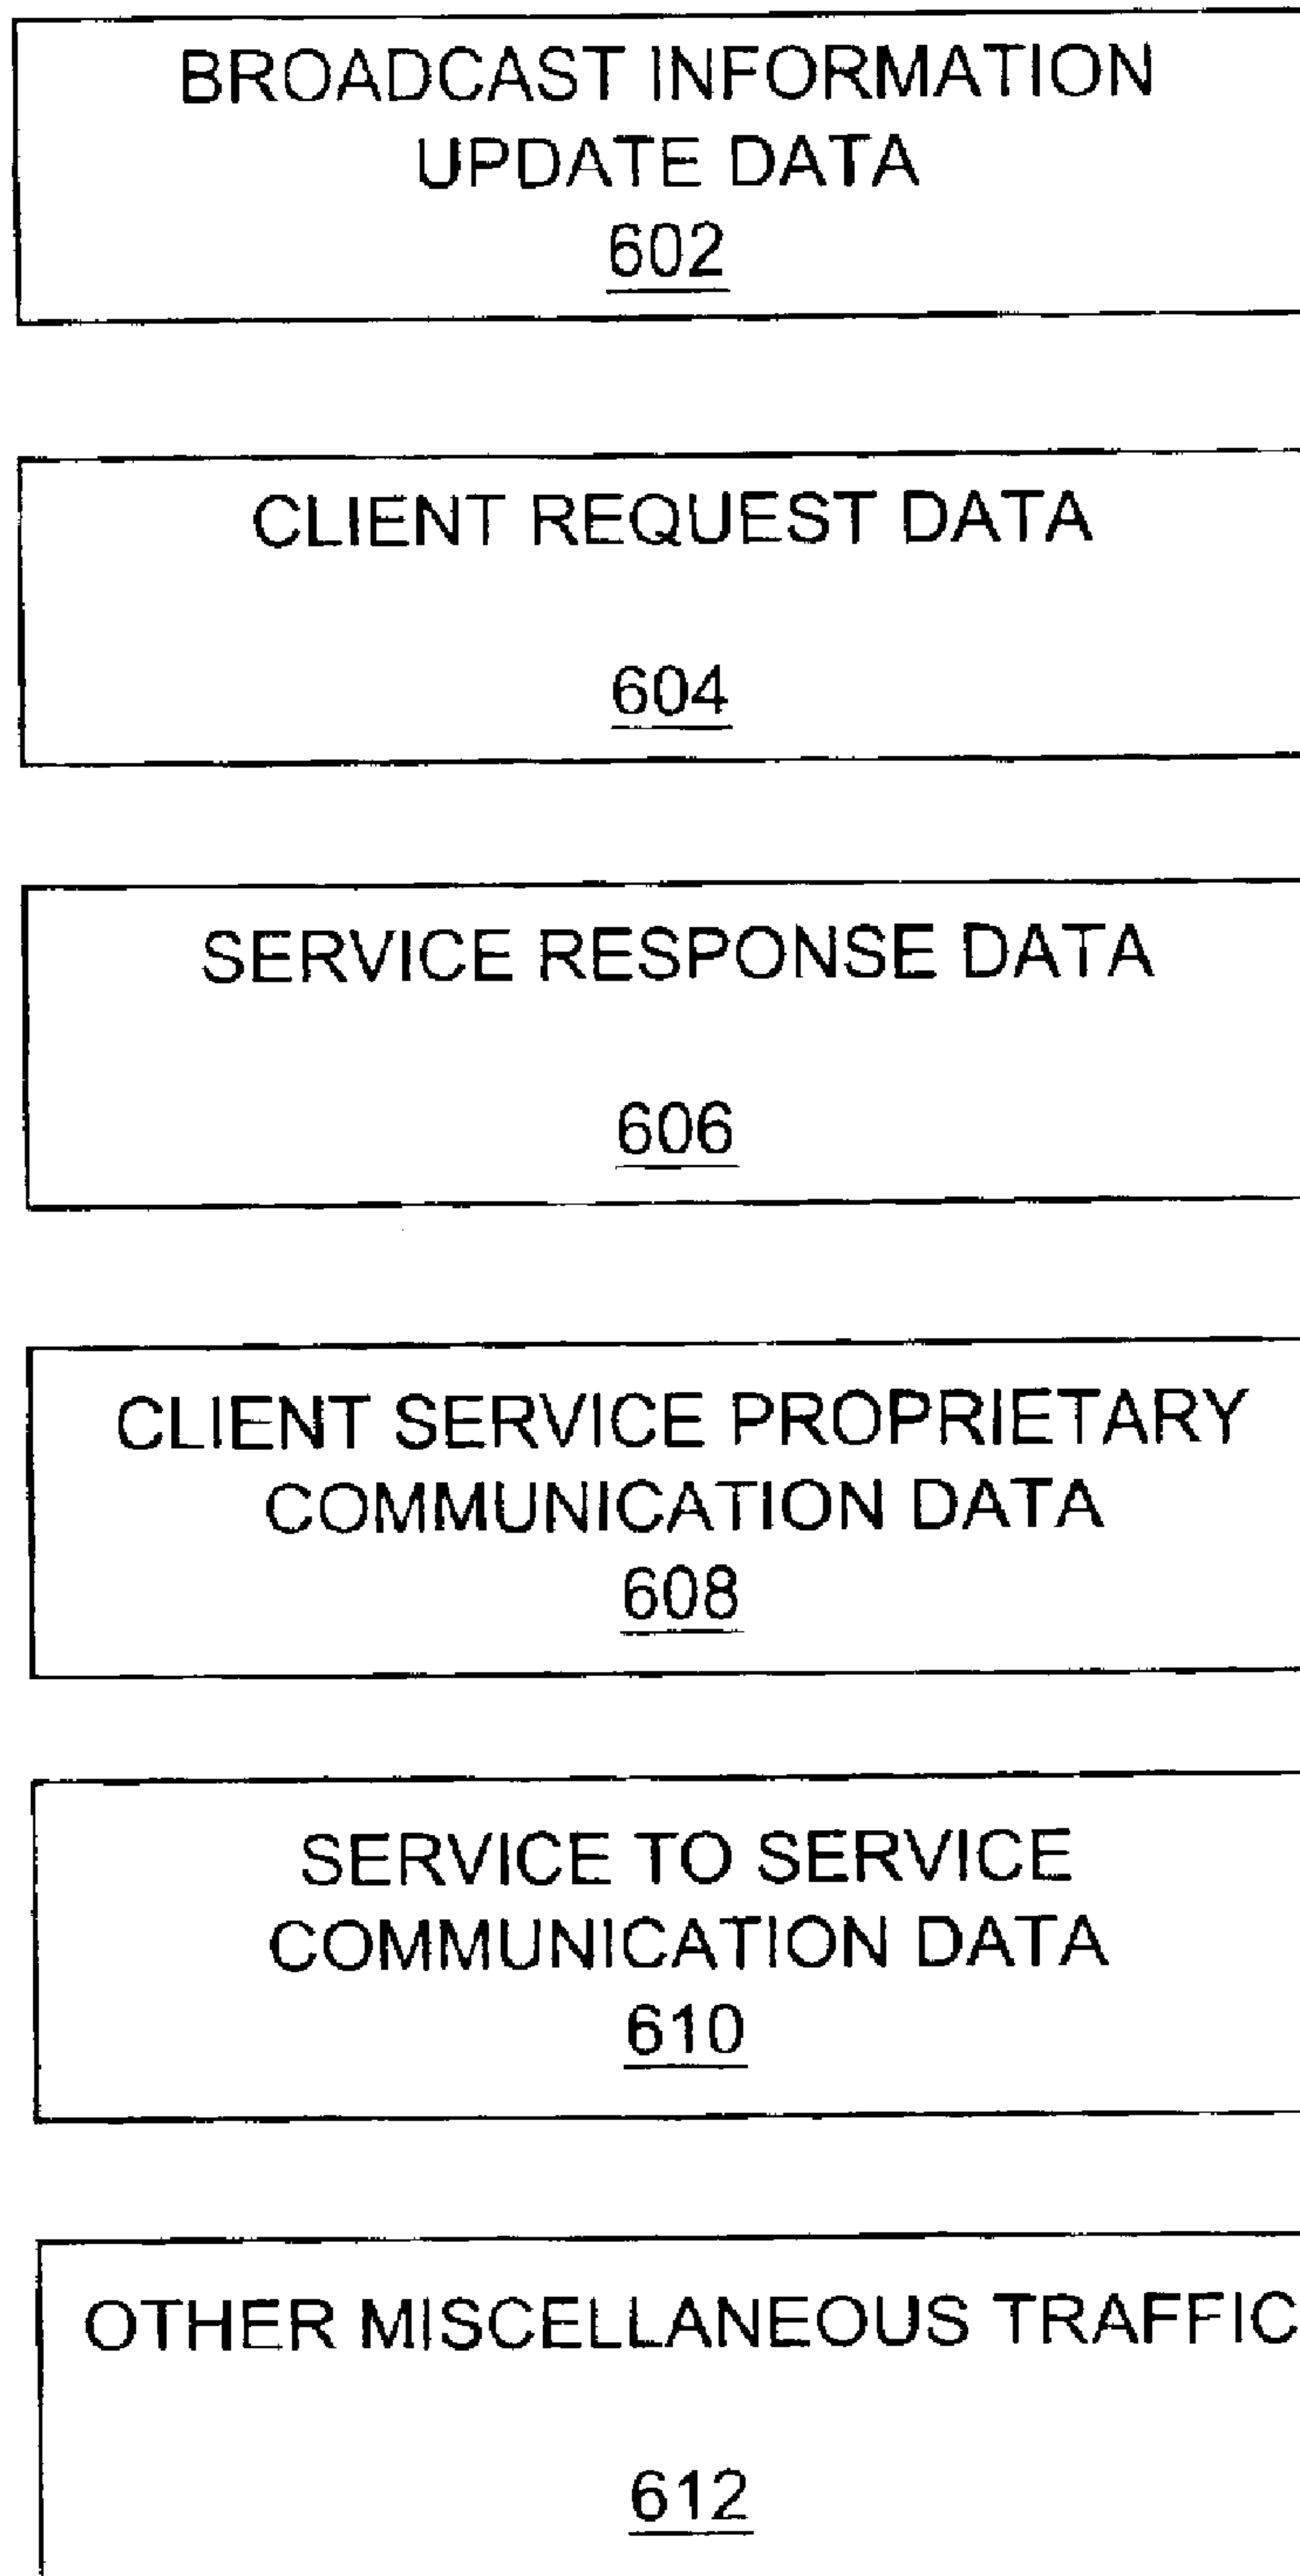 BROADCAST INFORMATION
UPDATE DATA
602
CLIENT REQUEST DATA
604
SERVICE RESPONSE DATA
606
CLIENT SERVICE PROPRIETARY
COMMUNICATION DATA
608
SERVICE TO SERVICE
COMMUNICATION DATA
610
OTHER MISCELLANEOUS TRAFFIC
612